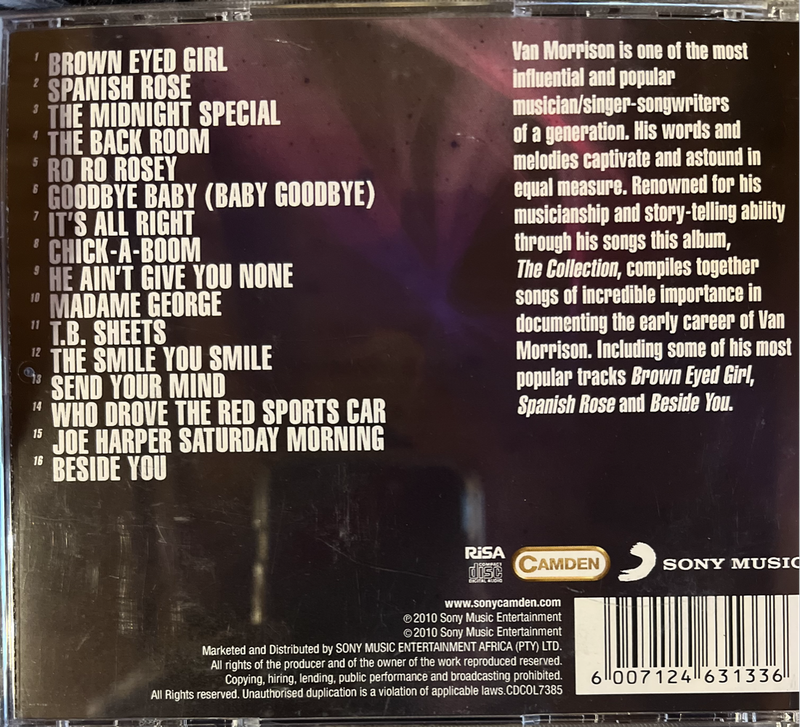 1 BROWN EYED GIRL
2 SPANISH ROSE
3 THE MIDNIGHT SPECIAL
4 THE BACK ROOM
5 RO RO ROSEY
6 GOODBYE BABY (BABY GOODBYE)
7 IT'S ALL RIGHT
8 CHICK-A-BOOM
9 HE AIN'T GIVE YOU NONE
10 MADAME GEORGE
11 T.B. SHEETS
12 THE SMILE YOU SMILE
13 SEND YOUR MIND
14 WHO DROVE THE RED SPORTS CAR
15 JOE HARPER SATURDAY MORNING
16 BESIDE YOU
Van Morrison is one of the most
influential and popular
musician/singer-songwriters
of a generation. His words and
melodies captivate and astound in
equal measure. Renowned for his
musicianship and story-telling ability
through his songs this album,
The Collection, compiles together
songs of incredible importance in
documenting the early career of Van
Morrison. Including some of his most
popular tracks Brown Eyed Girl,
Spanish Rose and Beside You.
RiSA
COMPACT
disc
DIGITAL AUDIO
CAMDEN
SONY MUSIC
www.sonycamden.com
℗ 2010 Sony Music Entertainment
© 2010 Sony Music Entertainment
Marketed and Distributed by SONY MUSIC ENTERTAINMENT AFRICA (PTY) LTD.
All rights of the producer and of the owner of the work reproduced reserved.
Copying, hiring, lending, public performance and broadcasting prohibited.
All Rights reserved. Unauthorised duplication is a violation of applicable laws. CDCOL7385
6 007124 631336